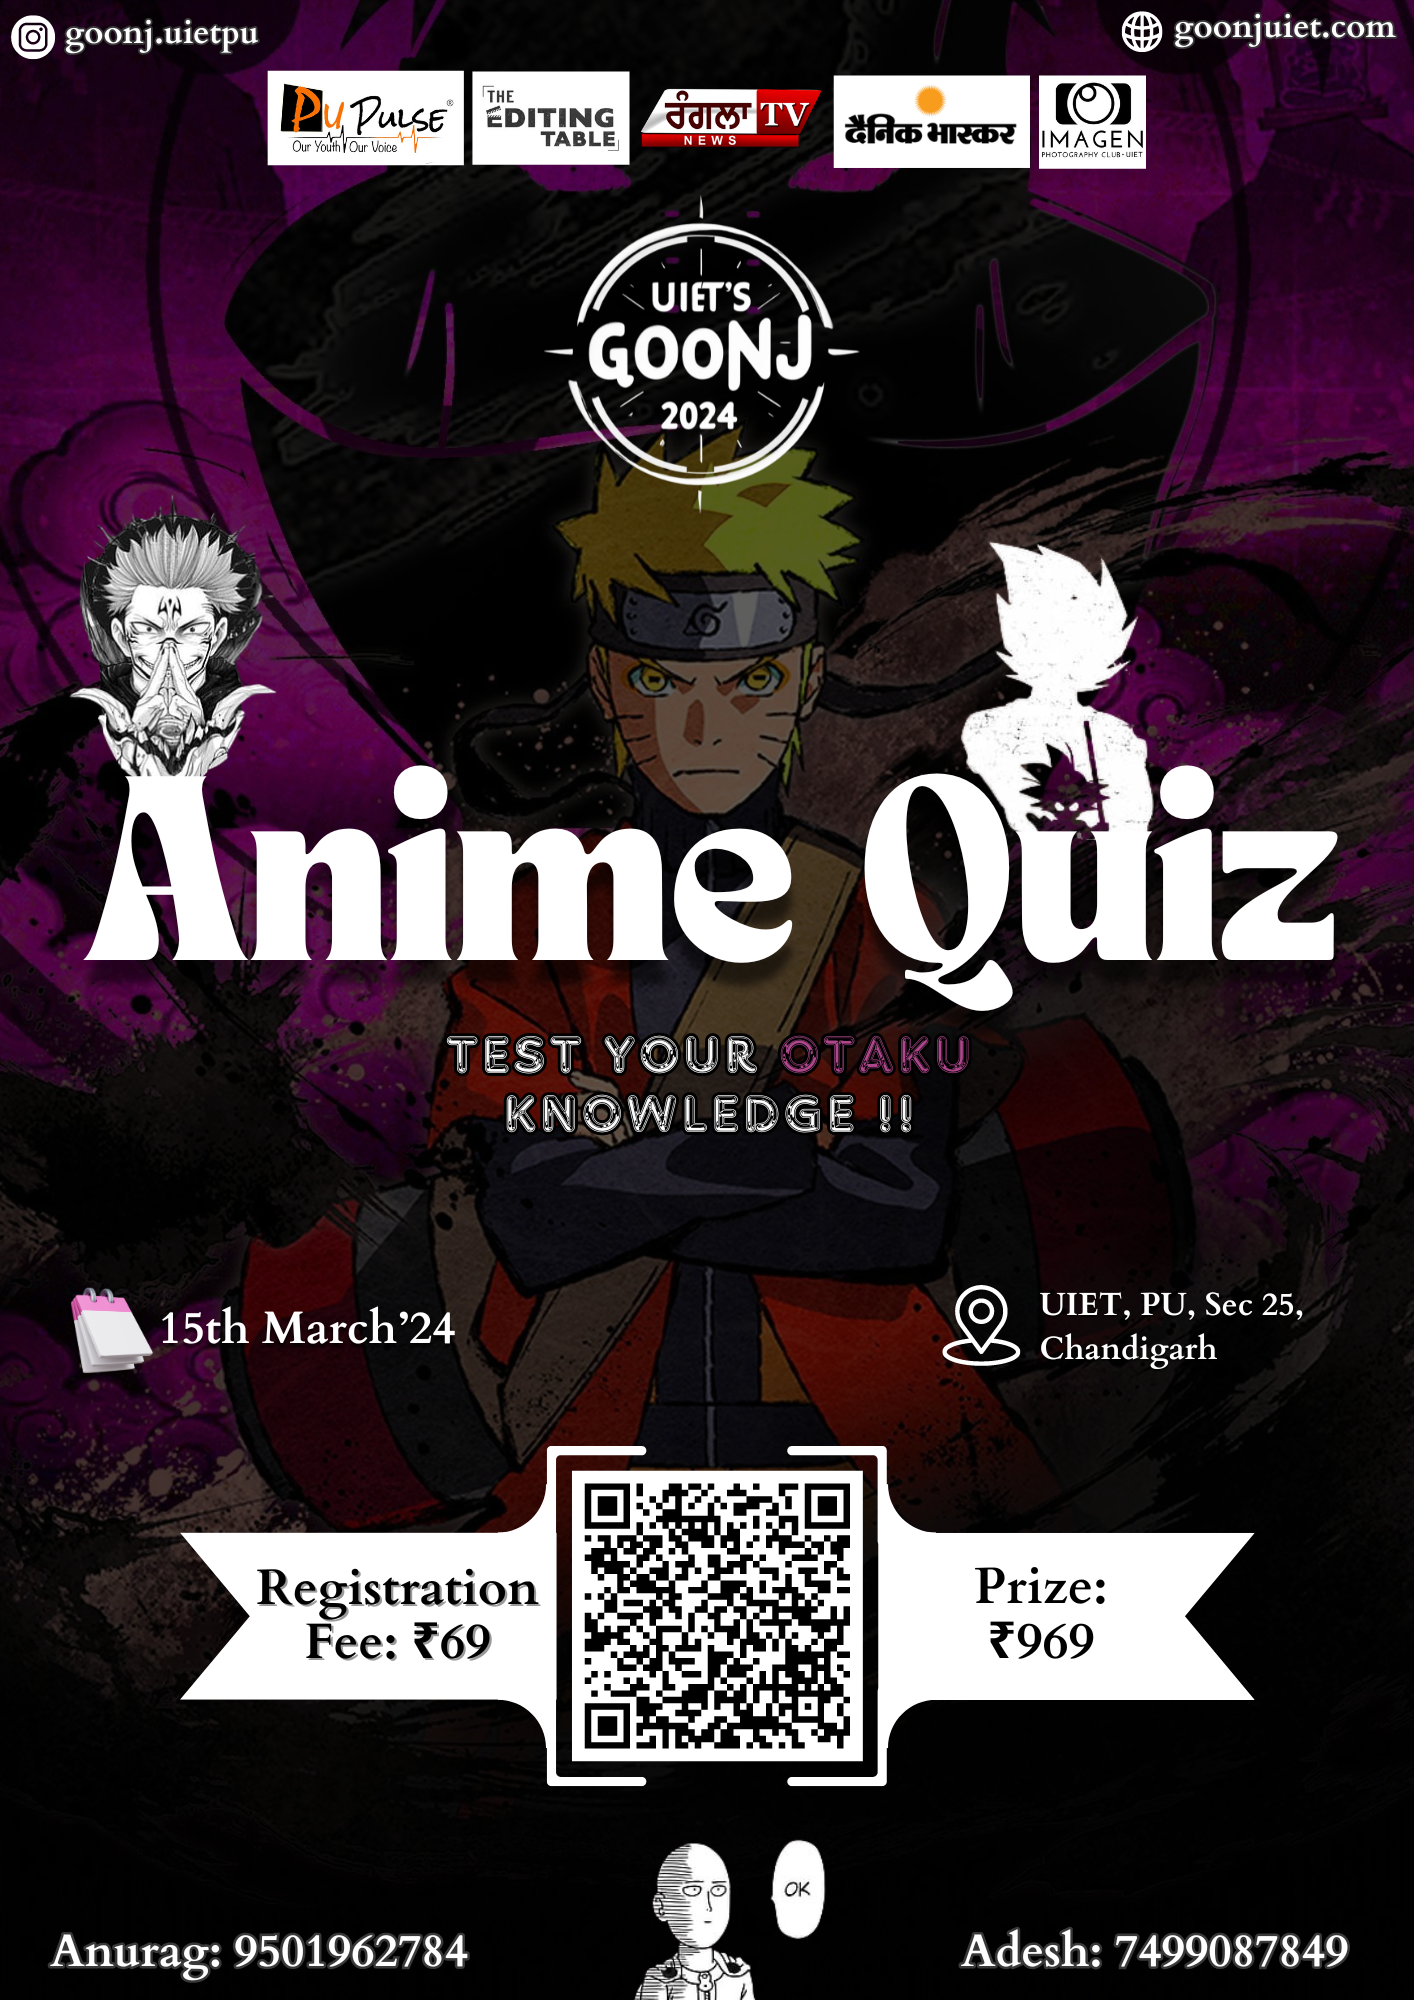 goonj.uietpu
goonjuiet.com
PU PULSE®
Our Youth Our Voice
THE
EDITING
TABLE
ਰੰਗਲਾ TV
NEWS
दैनिक भास्कर
IMAGEN
PHOTOGRAPHY CLUB-UIET
UIET'S
GOONJ
2024
Anime Quiz
TEST YOUR OTAKU
KNOWLEDGE !!
15th March'24
UIET, PU, Sec 25,
Chandigarh
Registration
Fee: ₹69
Prize:
₹969
OK
Anurag: 9501962784
Adesh: 7499087849